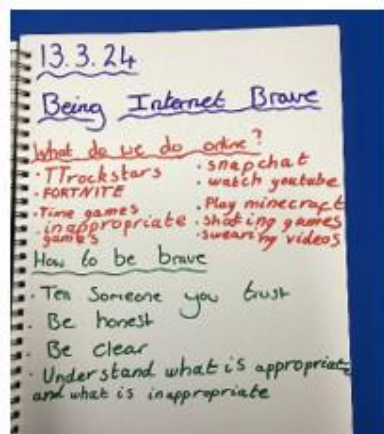 13.3.24
Being Internet Brave
What do we do online?
· TTrockstars
· FORTNITE
· Time games
· inappropriate games
· snapchat
· watch youtube
· Play minecraft
· shooting games
· swearing videos
How to be brave
· Tell Someone you trust
· Be honest
· Be clear
· Understand what is appropriate
and what is inappropriate